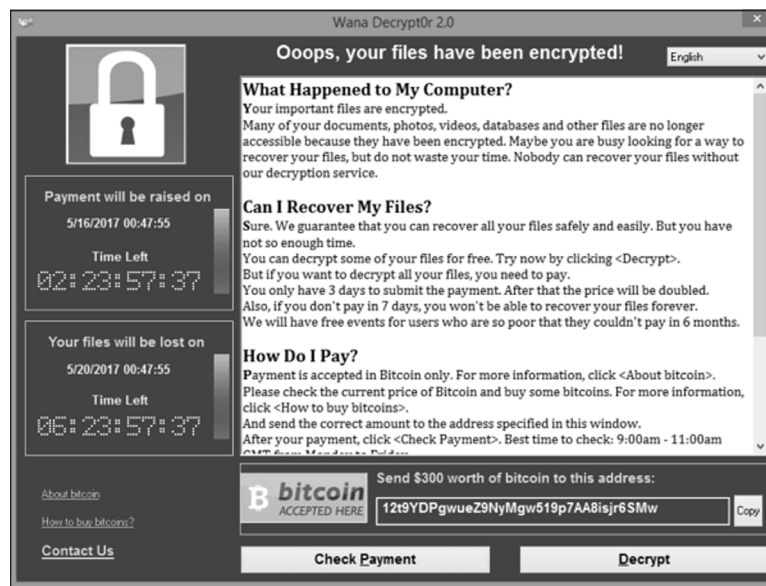 Wana Decrypt0r 2.0
Ooops, your files have been encrypted!
English
What Happened to My Computer?
Your important files are encrypted.
Many of your documents, photos, videos, databases and other files are no longer
accessible because they have been encrypted. Maybe you are busy looking for a way to
recover your files, but do not waste your time. Nobody can recover your files without
our decryption service.
Can I Recover My Files?
Sure. We guarantee that you can recover all your files safely and easily. But you have
not so enough time.
You can decrypt some of your files for free. Try now by clicking <Decrypt>.
But if you want to decrypt all your files, you need to pay.
You only have 3 days to submit the payment. After that the price will be doubled.
Also, if you don't pay in 7 days, you won't be able to recover your files forever.
We will have free events for users who are so poor that they couldn't pay in 6 months.
How Do I Pay?
Payment is accepted in Bitcoin only. For more information, click <About bitcoin>.
Please check the current price of Bitcoin and buy some bitcoins. For more information,
click <How to buy bitcoins>.
And send the correct amount to the address specified in this window.
After your payment, click <Check Payment>. Best time to check: 9:00am - 11:00am
GMT from Monday to Friday.
Payment will be raised on
5/16/2017 00:47:55
Time Left
02:23:57:37
Your files will be lost on
5/20/2017 00:47:55
Time Left
06:23:57:37
About bitcoin
How to buy bitcoins?
Contact Us
bitcoin
ACCEPTED HERE
Send $300 worth of bitcoin to this address:
12t9YDPgwueZ9NyMgw519p7AA8isjr6SMw
Copy
Check Payment
Decrypt